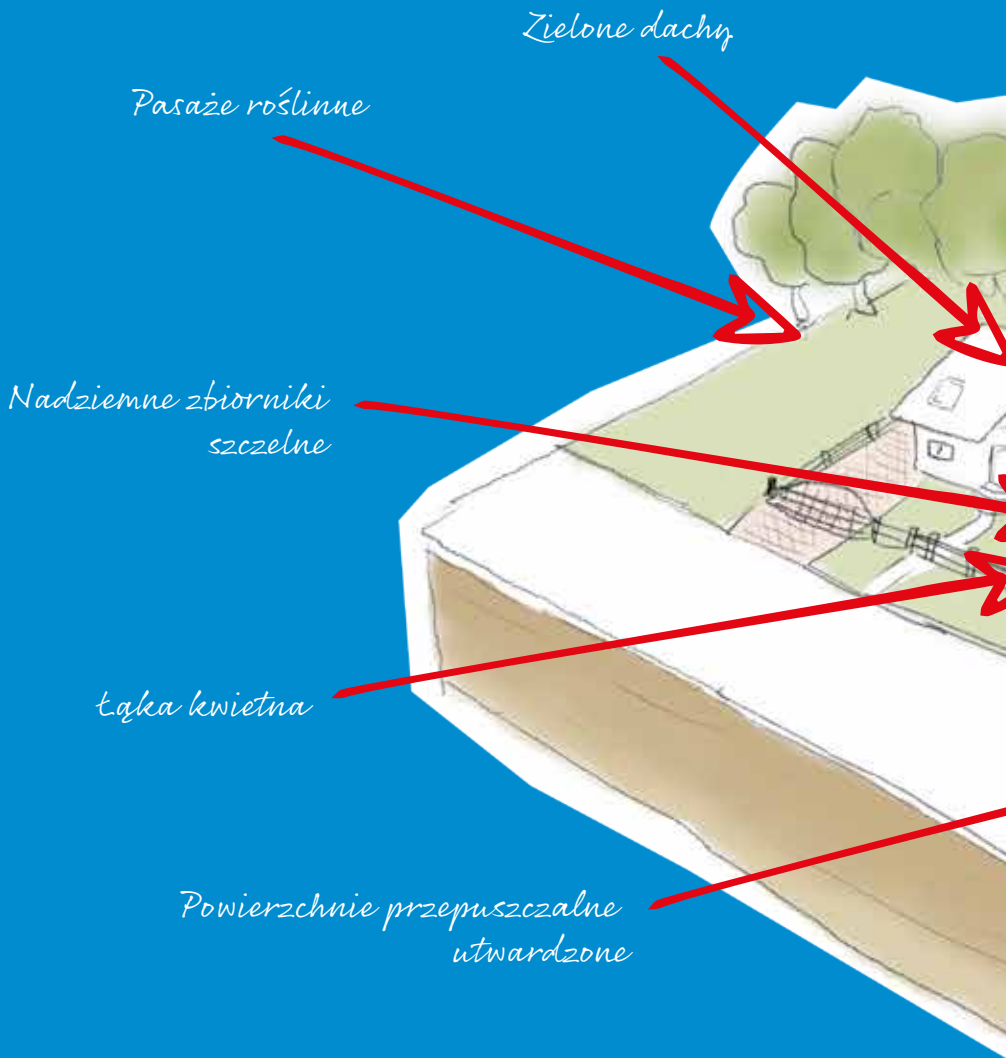 Zielone dachy
Pasaże roślinne
Nadziemne zbiorniki
szczelne
Łąka kwietna
Powierzchnie przepuszczalne
utwardzone